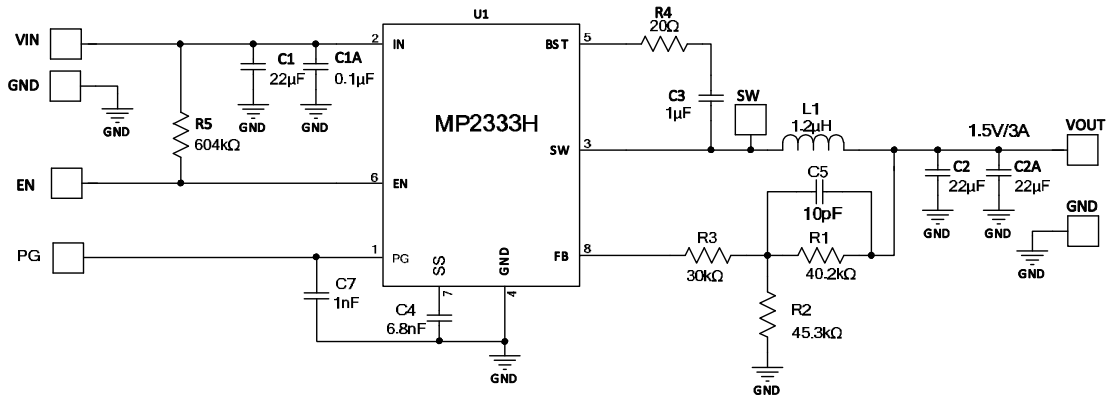 U1
R4
20Ω
VIN
2
IN
BST
5
C1
22µF
C1A
0.1µF
GND
GND
GND
GND
C3
1µF
SW
R5
604kΩ
MP2333H
L1
1.2µH
1.5V/3A
VOUT
SW
3
EN
6
EN
C5
10pF
C2
22µF
C2A
22µF
GND
GND
GND
GND
PG
1
PG
FB
8
R3
30kΩ
R1
40.2kΩ
SS
GND
7
4
C7
1nF
C4
6.8nF
R2
45.3kΩ
GND
GND